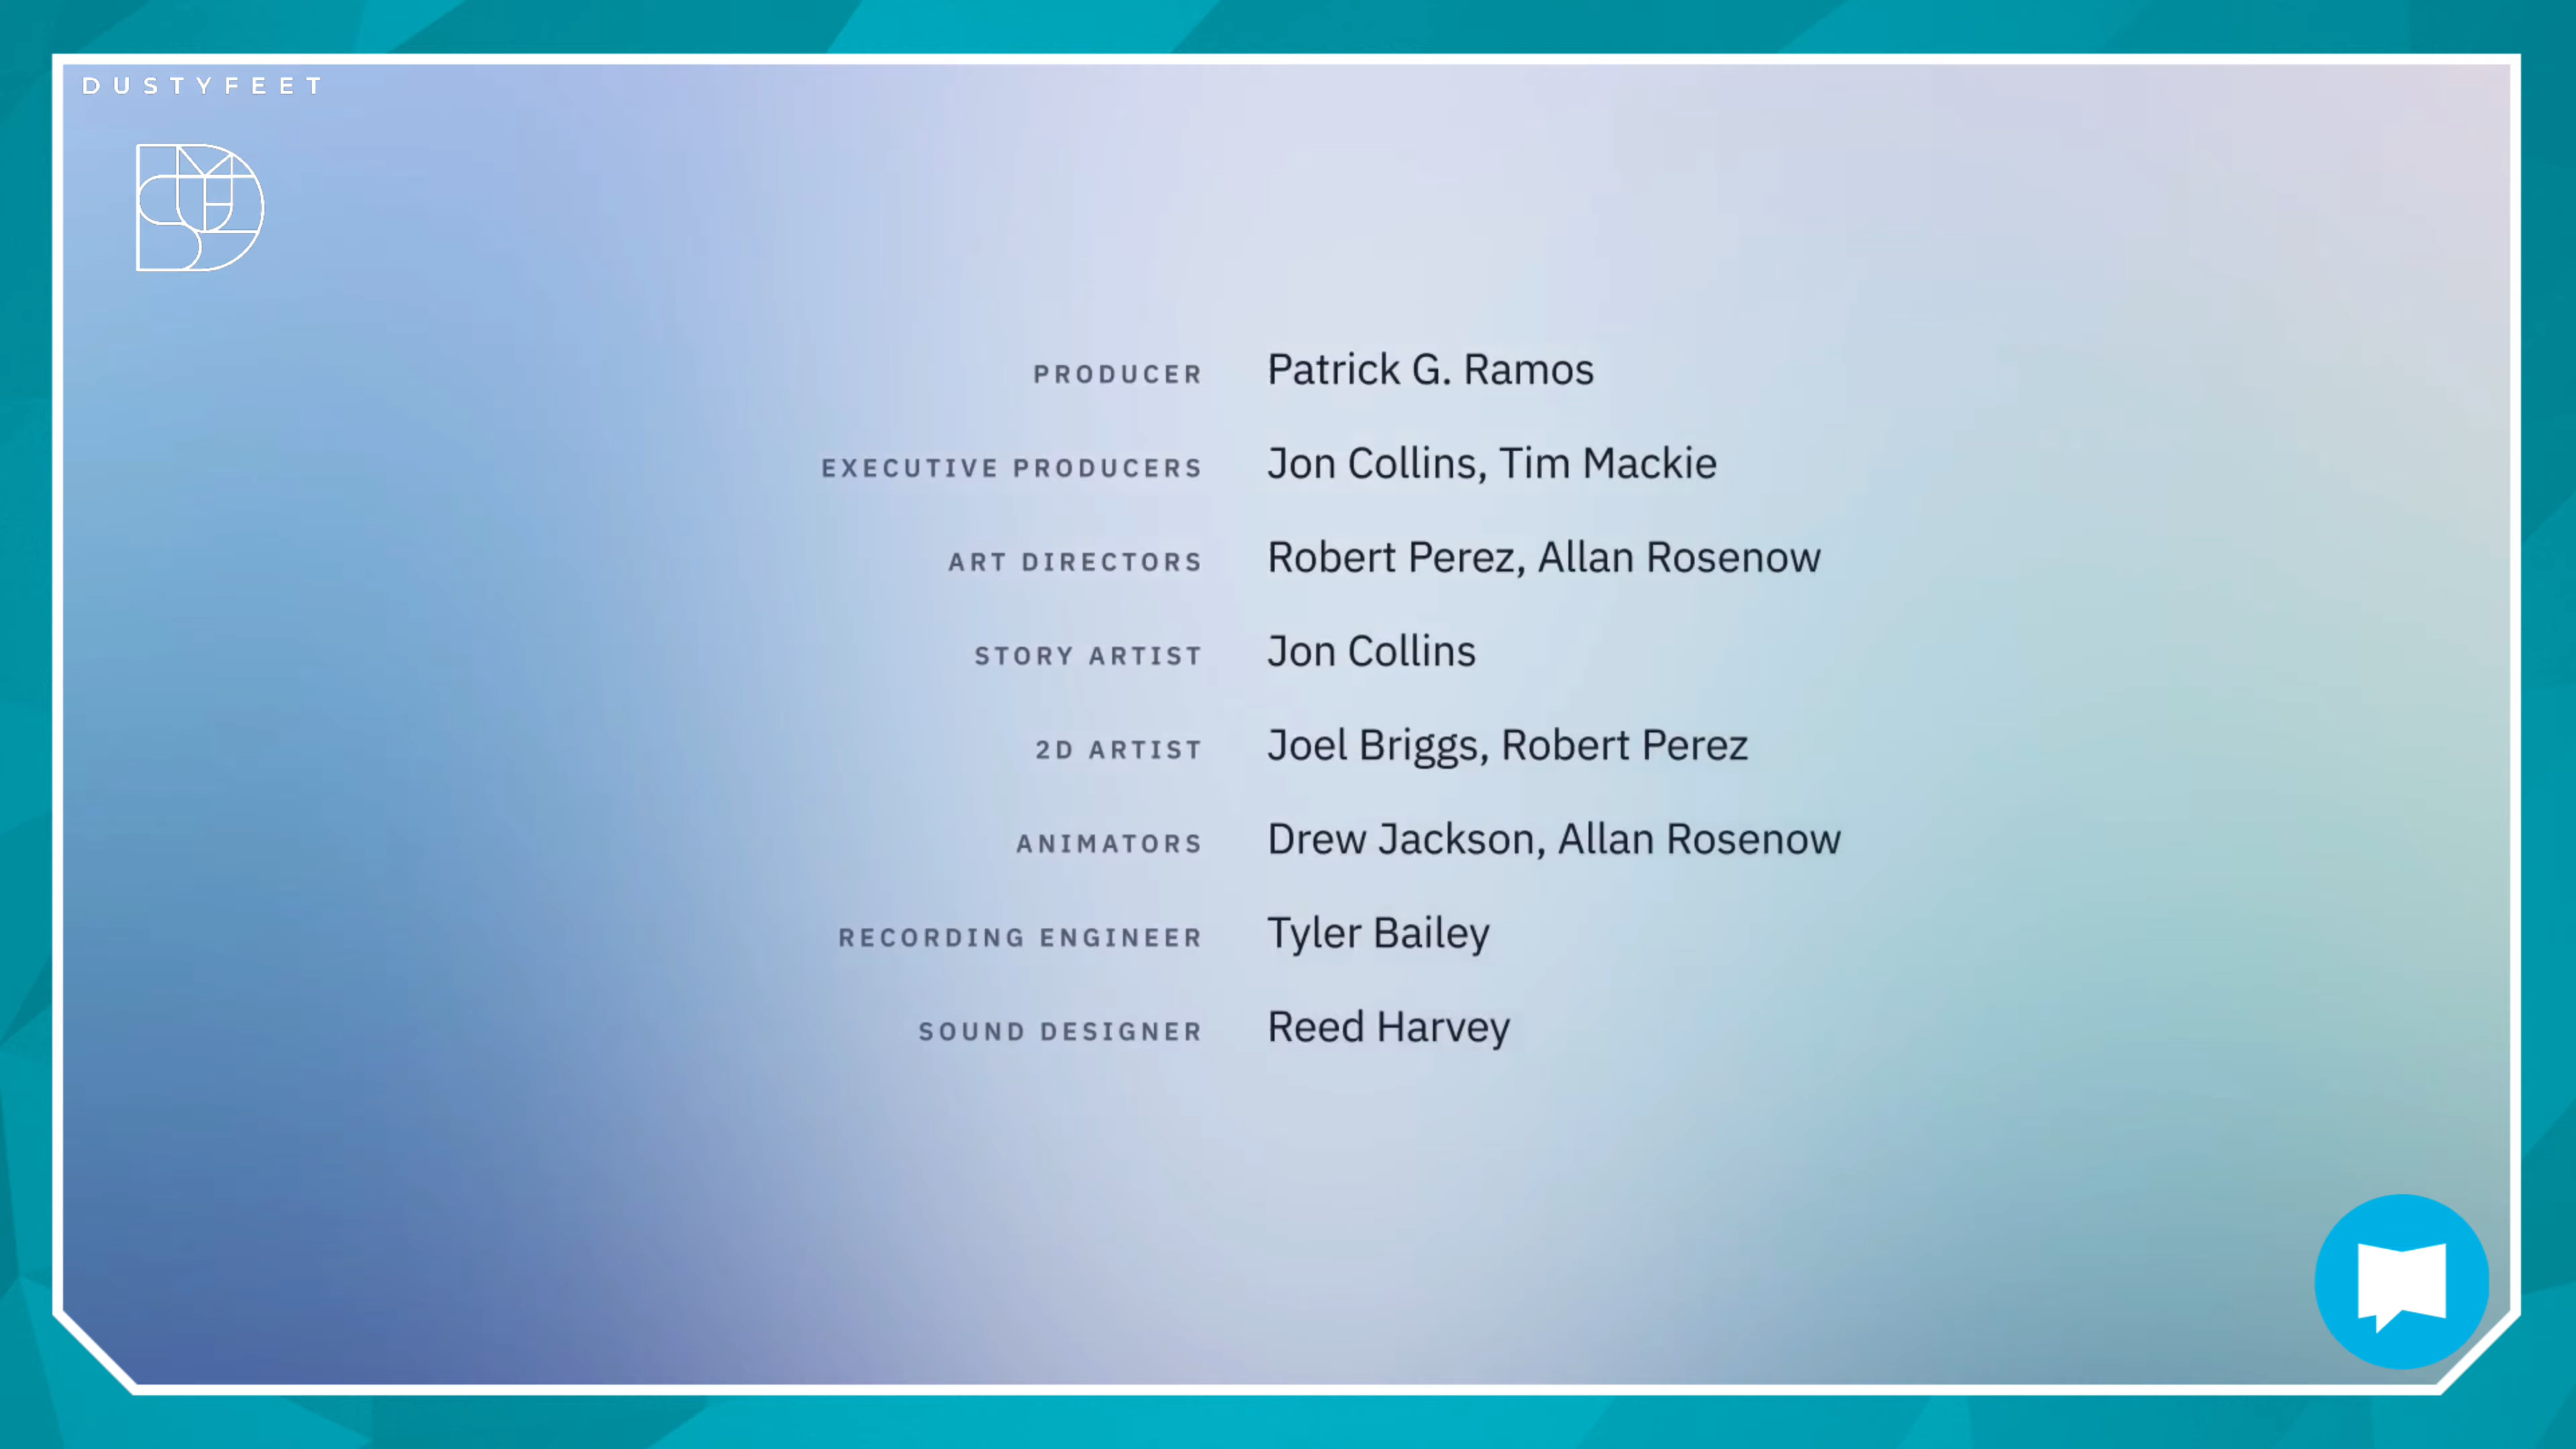 DUSTYFEET
PRODUCER Patrick G. Ramos
EXECUTIVE PRODUCERS Jon Collins, Tim Mackie
ART DIRECTORS Robert Perez, Allan Rosenow
STORY ARTIST Jon Collins
2D ARTIST Joel Briggs, Robert Perez
ANIMATORS Drew Jackson, Allan Rosenow
RECORDING ENGINEER Tyler Bailey
SOUND DESIGNER Reed Harvey